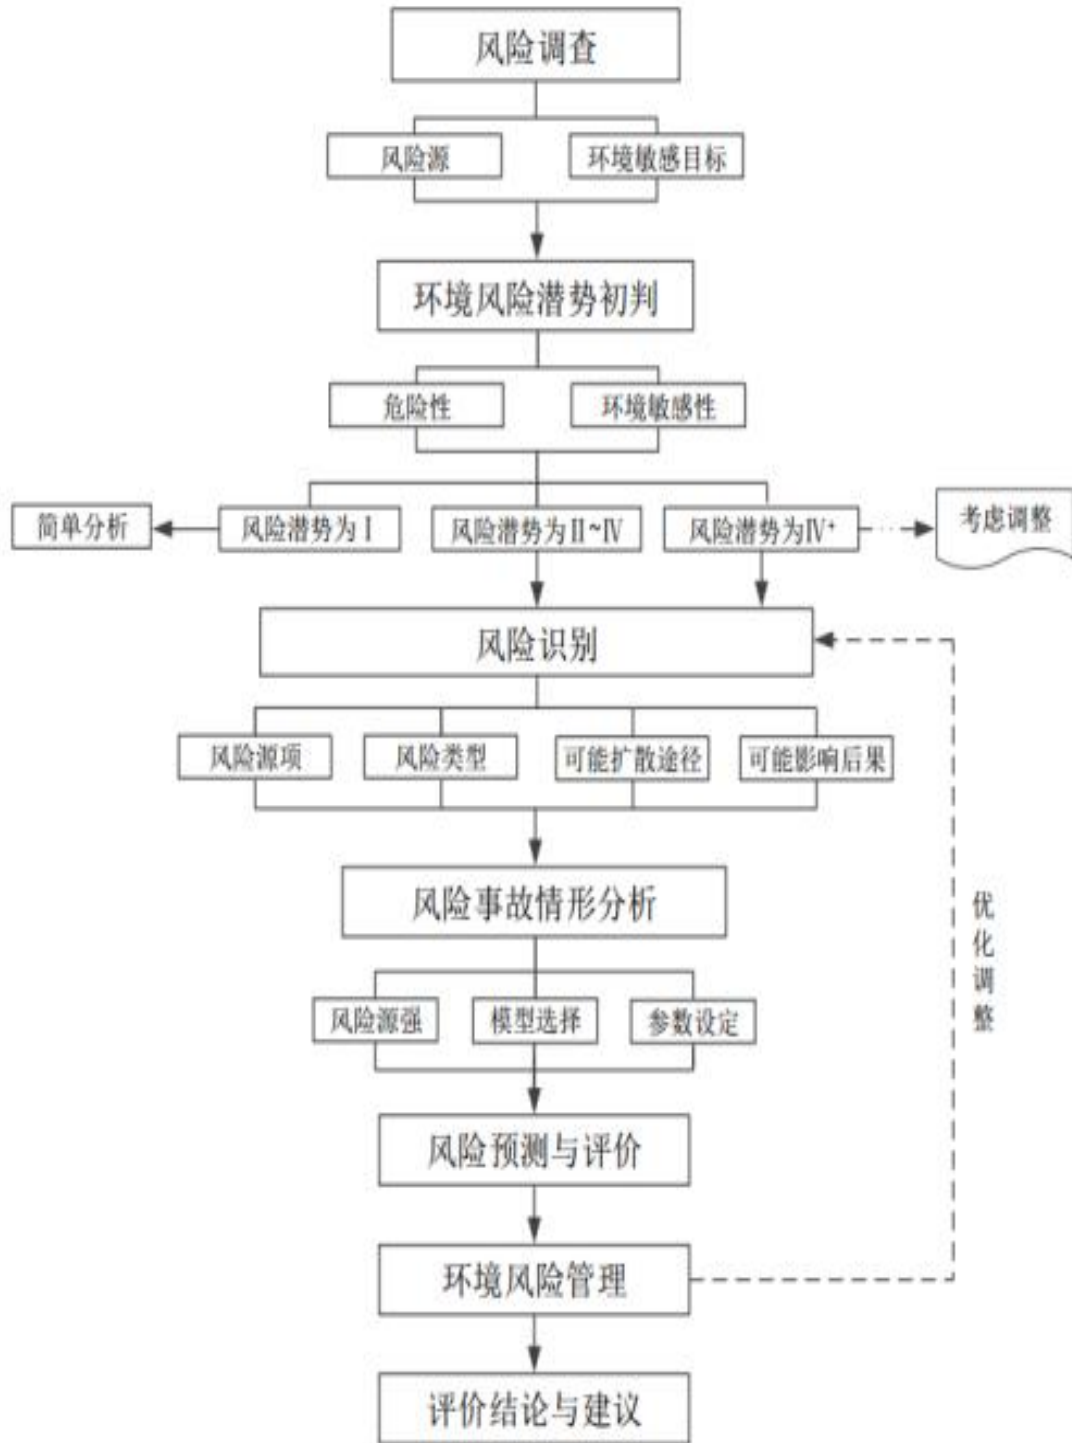 风险调查
风险源
环境敏感目标
环境风险潜势初判
危险性
环境敏感性
简单分析
风险潜势为Ⅰ
风险潜势为Ⅱ~Ⅳ
风险潜势为Ⅳ⁺
考虑调整
风险识别
风险源项
风险类型
可能扩散途径
可能影响后果
风险事故情形分析
优化调整
风险源强
模型选择
参数设定
风险预测与评价
环境风险管理
评价结论与建议